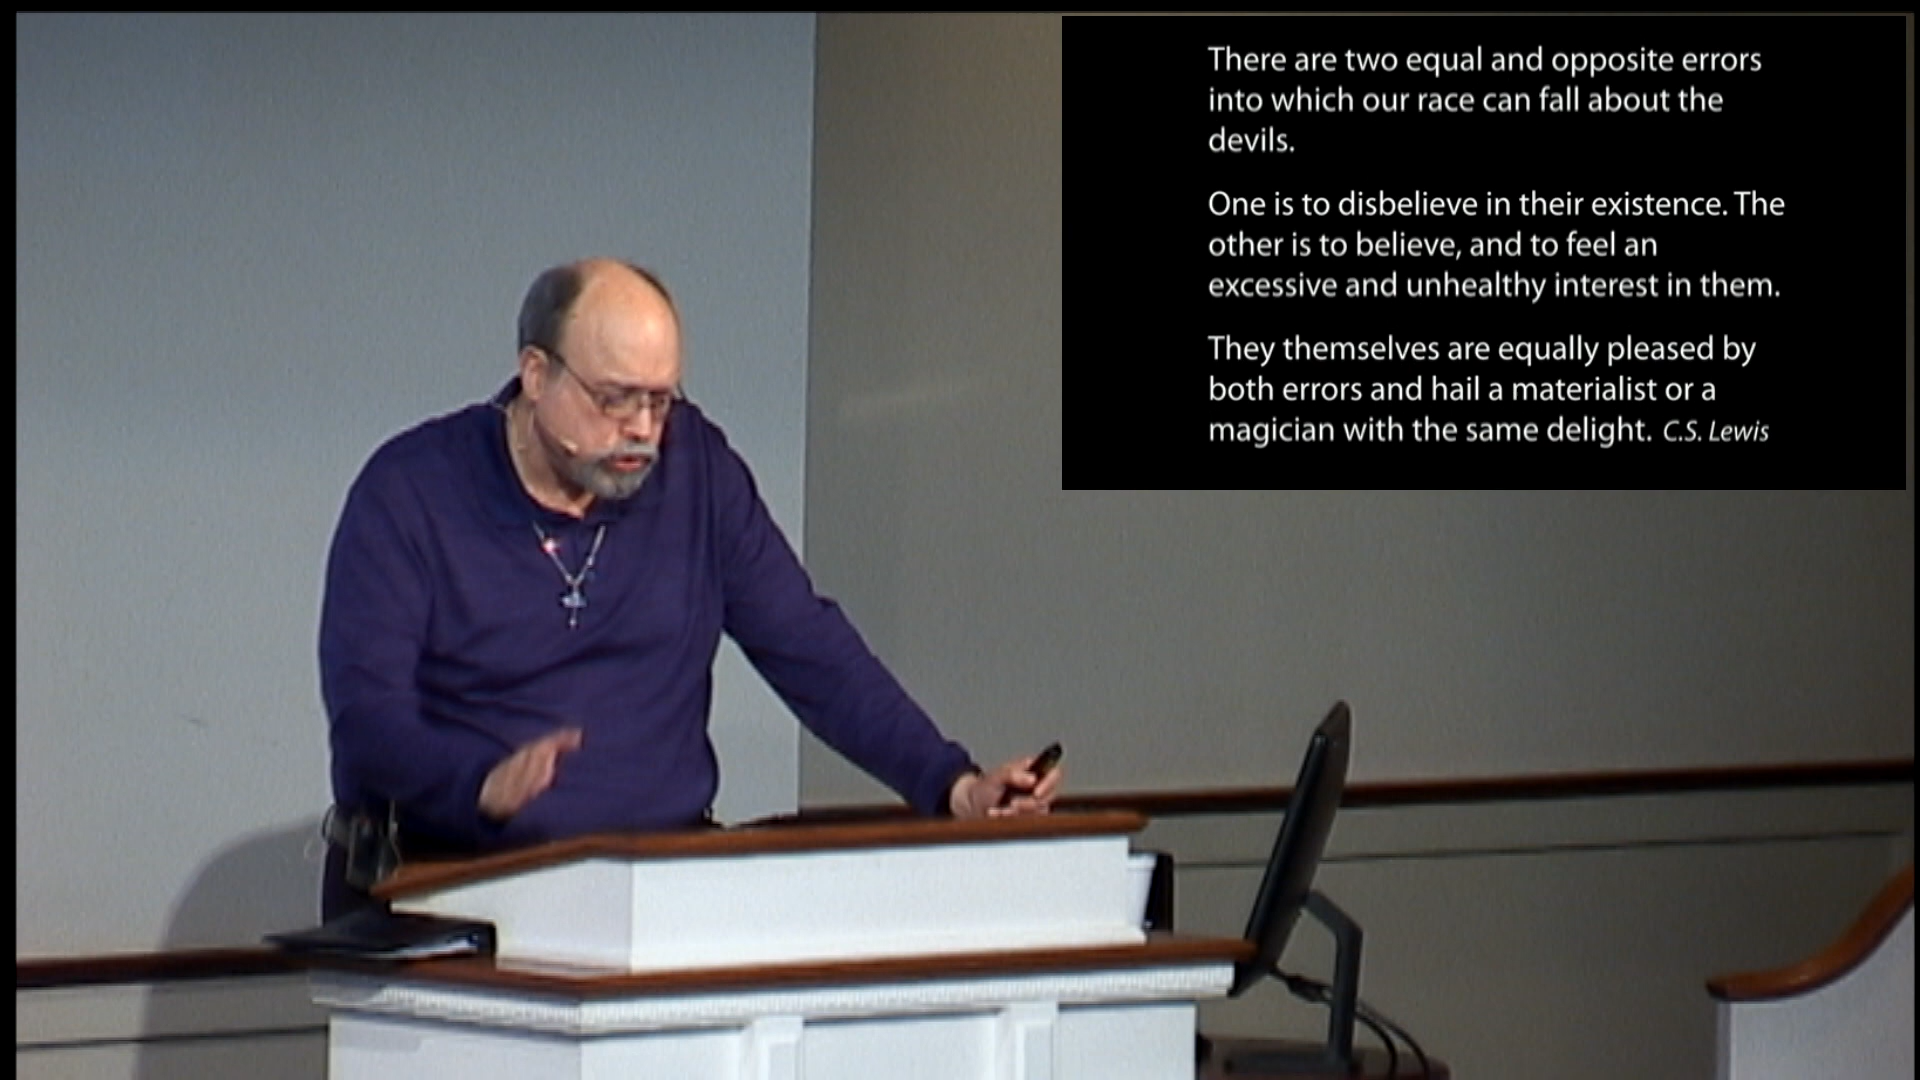 There are two equal and opposite errors
into which our race can fall about the
devils.
One is to disbelieve in their existence. The
other is to believe, and to feel an
excessive and unhealthy interest in them.
They themselves are equally pleased by
both errors and hail a materialist or a
magician with the same delight. C.S. Lewis